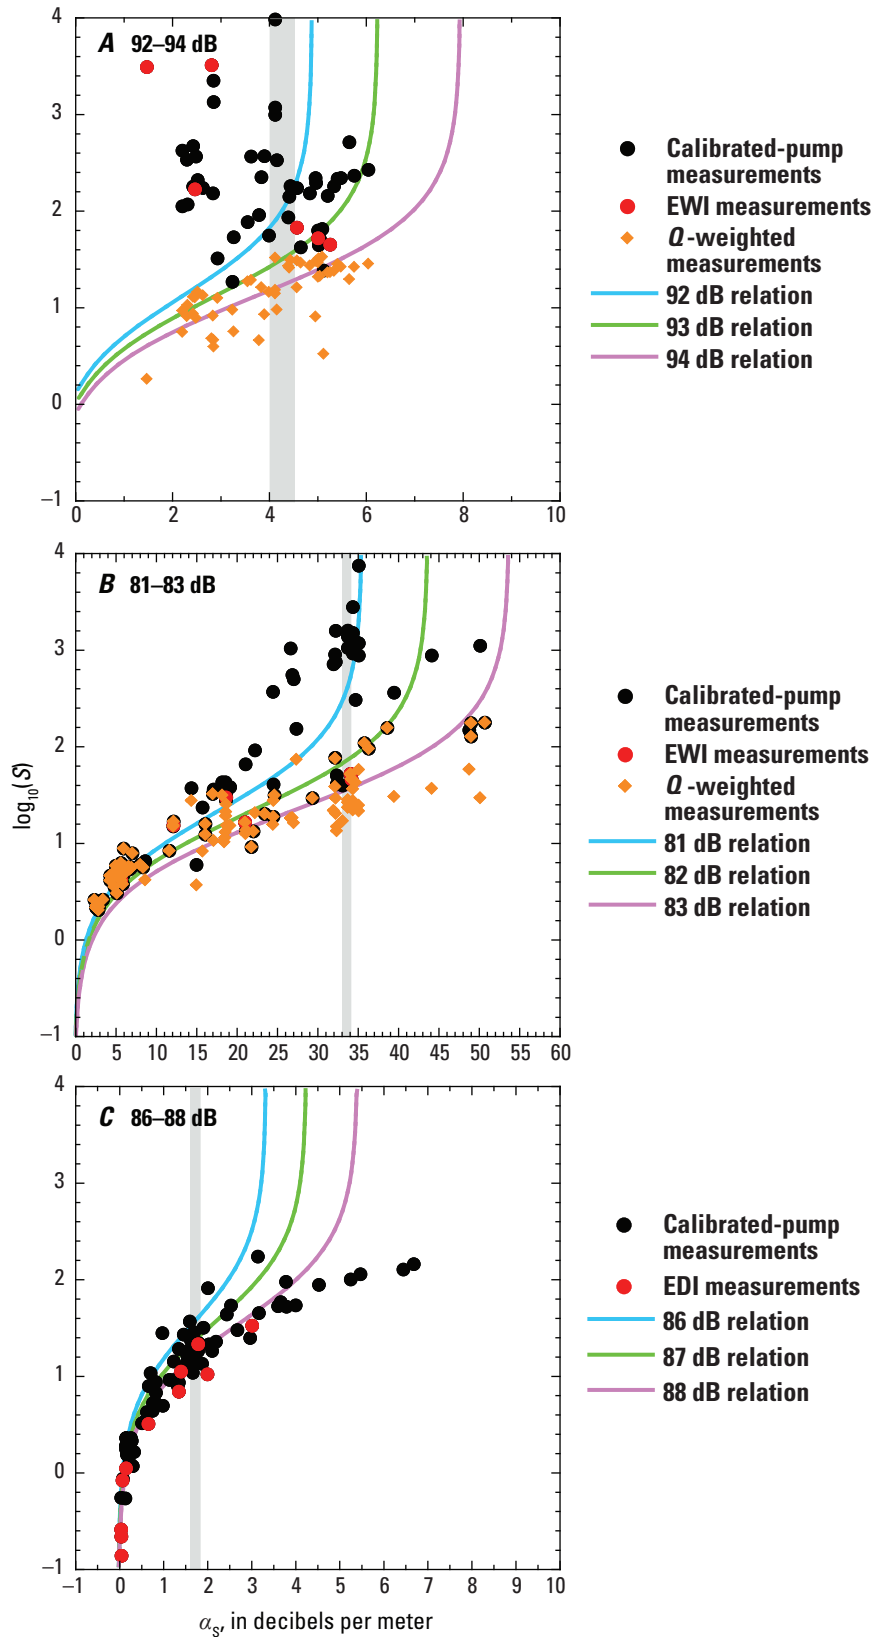 A 92–94 dB
4
3
2
1
0
−1
0 2 4 6 8 10
Calibrated-pump
measurements
EWI measurements
Q-weighted
measurements
92 dB relation
93 dB relation
94 dB relation
B 81–83 dB
4
3
2
1
0
−1
0 5 10 15 20 25 30 35 40 45 50 55 60
log10(S)
Calibrated-pump
measurements
EWI measurements
Q-weighted
measurements
81 dB relation
82 dB relation
83 dB relation
C 86–88 dB
4
3
2
1
0
−1
−1 0 1 2 3 4 5 6 7 8 9 10
αs, in decibels per meter
Calibrated-pump
measurements
EDI measurements
86 dB relation
87 dB relation
88 dB relation